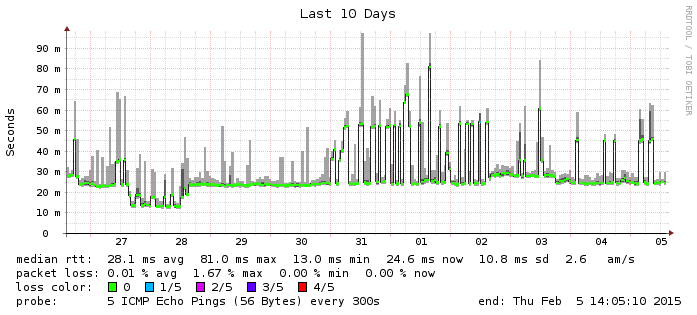 Last 10 Days
RRDTOOL / TOBI OETIKER
Seconds
90 m
80 m
70 m
60 m
50 m
40 m
30 m
20 m
10 m
0
27 28 29 30 31 01 02 03 04 05
median rtt: 28.1 ms avg 81.0 ms max 13.0 ms min 24.6 ms now 10.8 ms sd 2.6 am/s
packet loss: 0.01 % avg 1.67 % max 0.00 % min 0.00 % now
loss color: 0 1/5 2/5 3/5 4/5
probe: 5 ICMP Echo Pings (56 Bytes) every 300s end: Thu Feb 5 14:05:10 2015